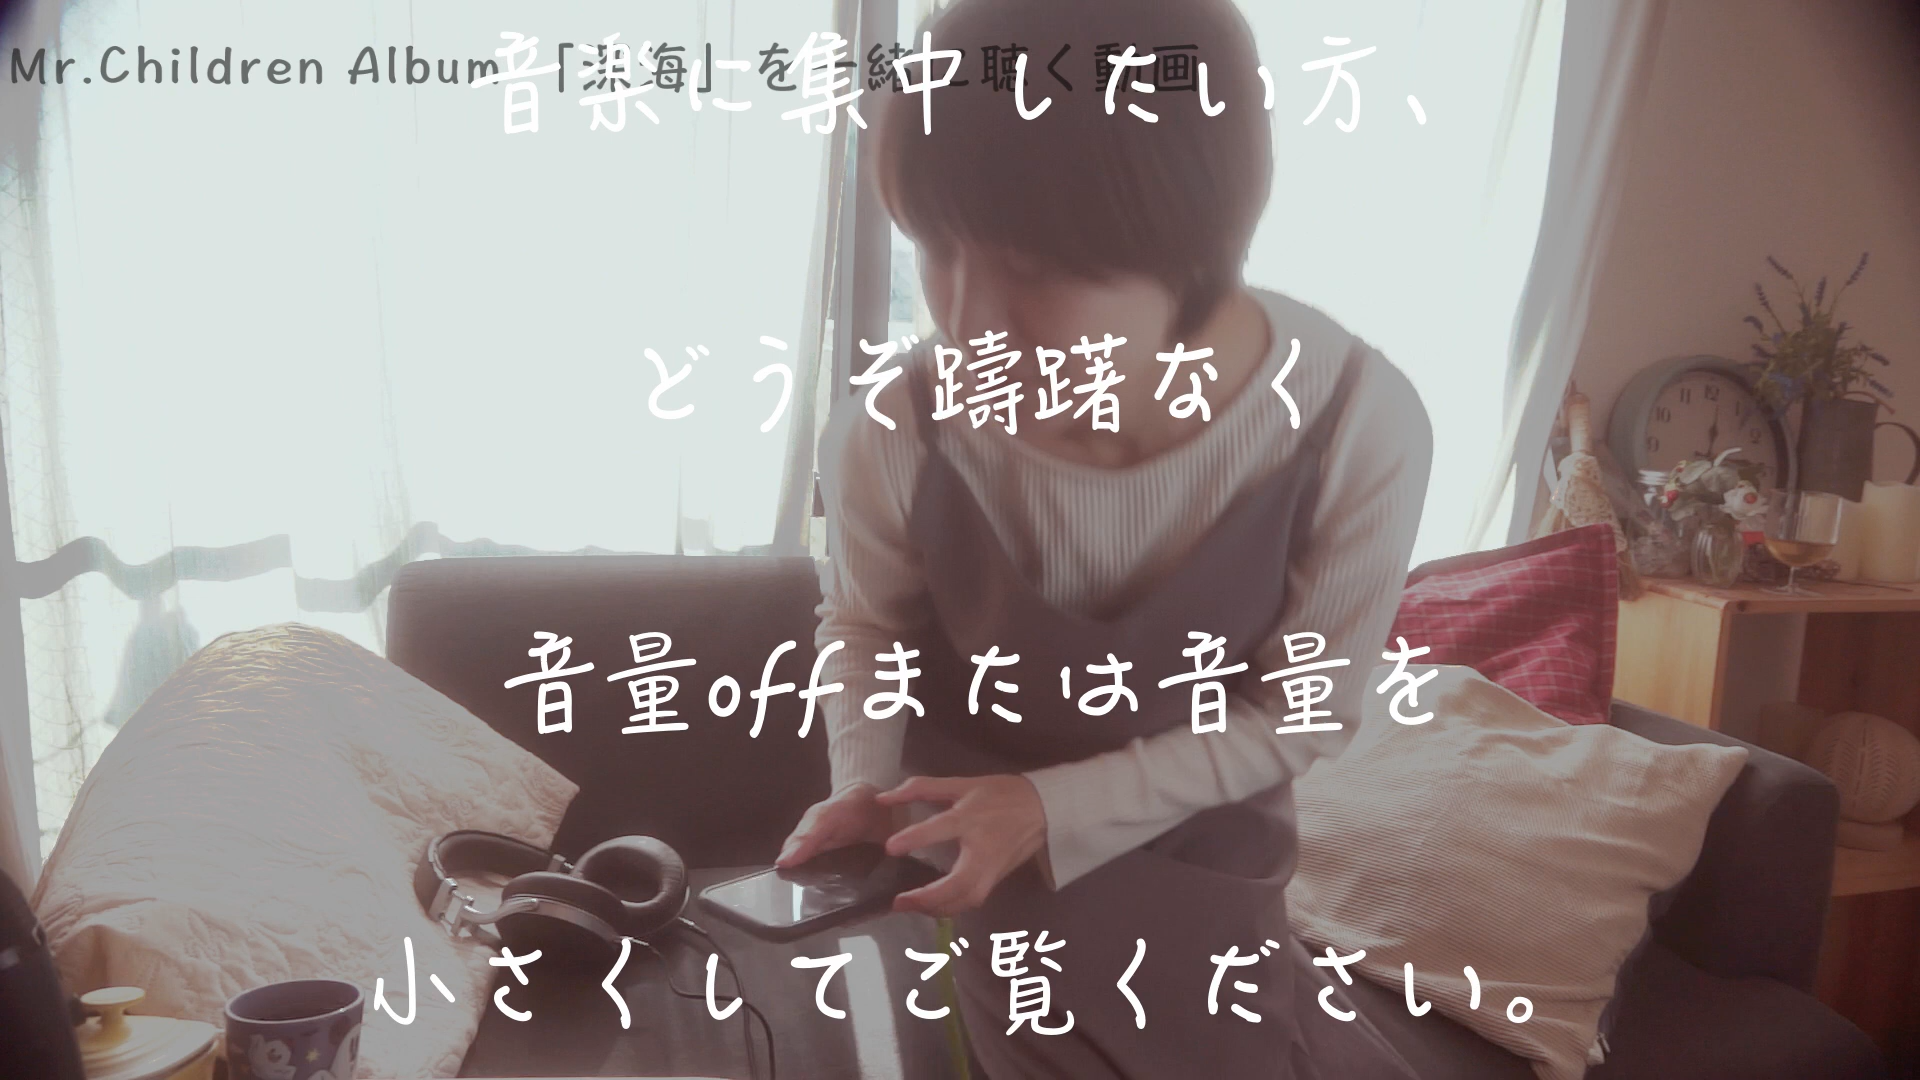 Mr.Children Album 「深海」を一緒に聴く動画
音楽に集中したい方、
どうぞ躊躇なく
音量offまたは音量を
小さくしてご覧ください。